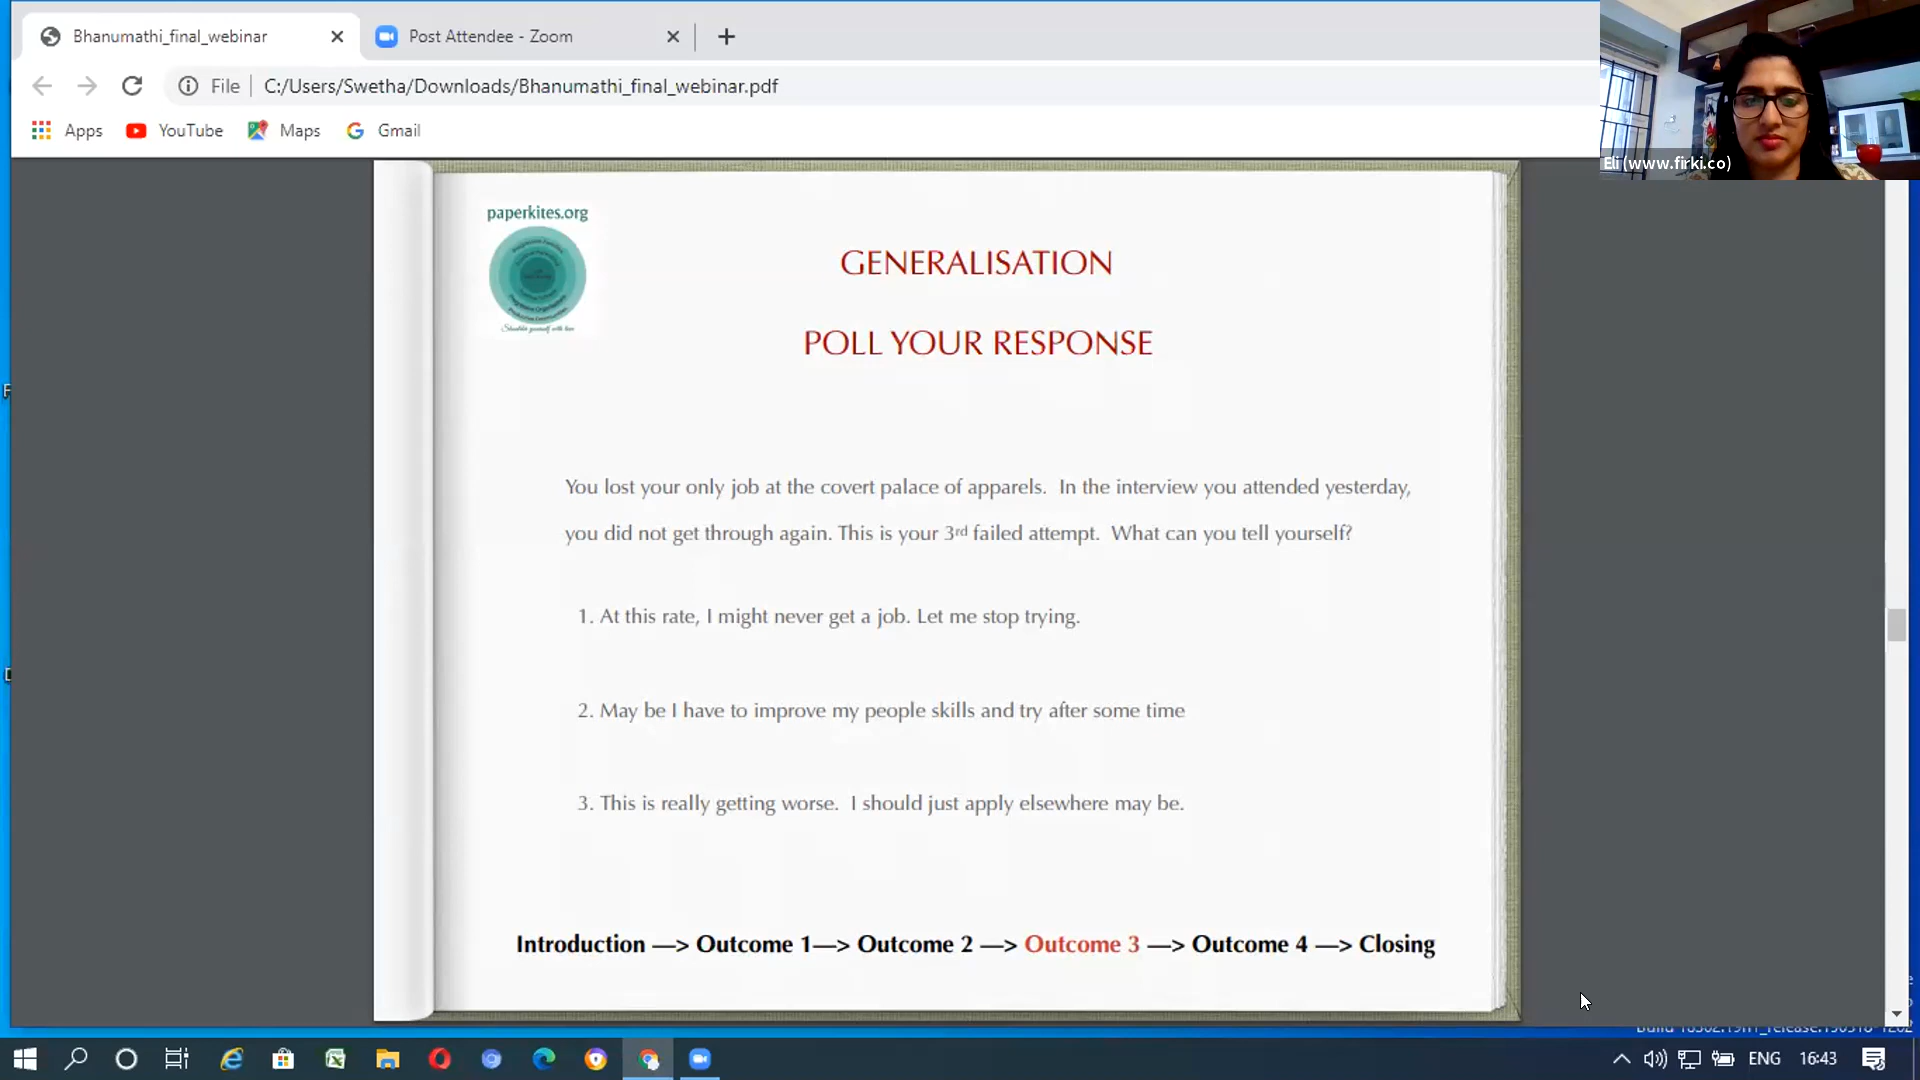 Bhanumathi_final_webinar
Post Attendee - Zoom
File
C:/Users/Swetha/Downloads/Bhanumathi_final_webinar.pdf
Apps
YouTube
Maps
Gmail
Eli (www.firki.co)
paperkites.org
GENERALISATION
POLL YOUR RESPONSE
You lost your only job at the covert palace of apparels. In the interview you attended yesterday,
you did not get through again. This is your 3rd failed attempt. What can you tell yourself?
1. At this rate, I might never get a job. Let me stop trying.
2. May be I have to improve my people skills and try after some time
3. This is really getting worse. I should just apply elsewhere may be.
Introduction —> Outcome 1—> Outcome 2 —> Outcome 3 —> Outcome 4 —> Closing
ENG
16:43